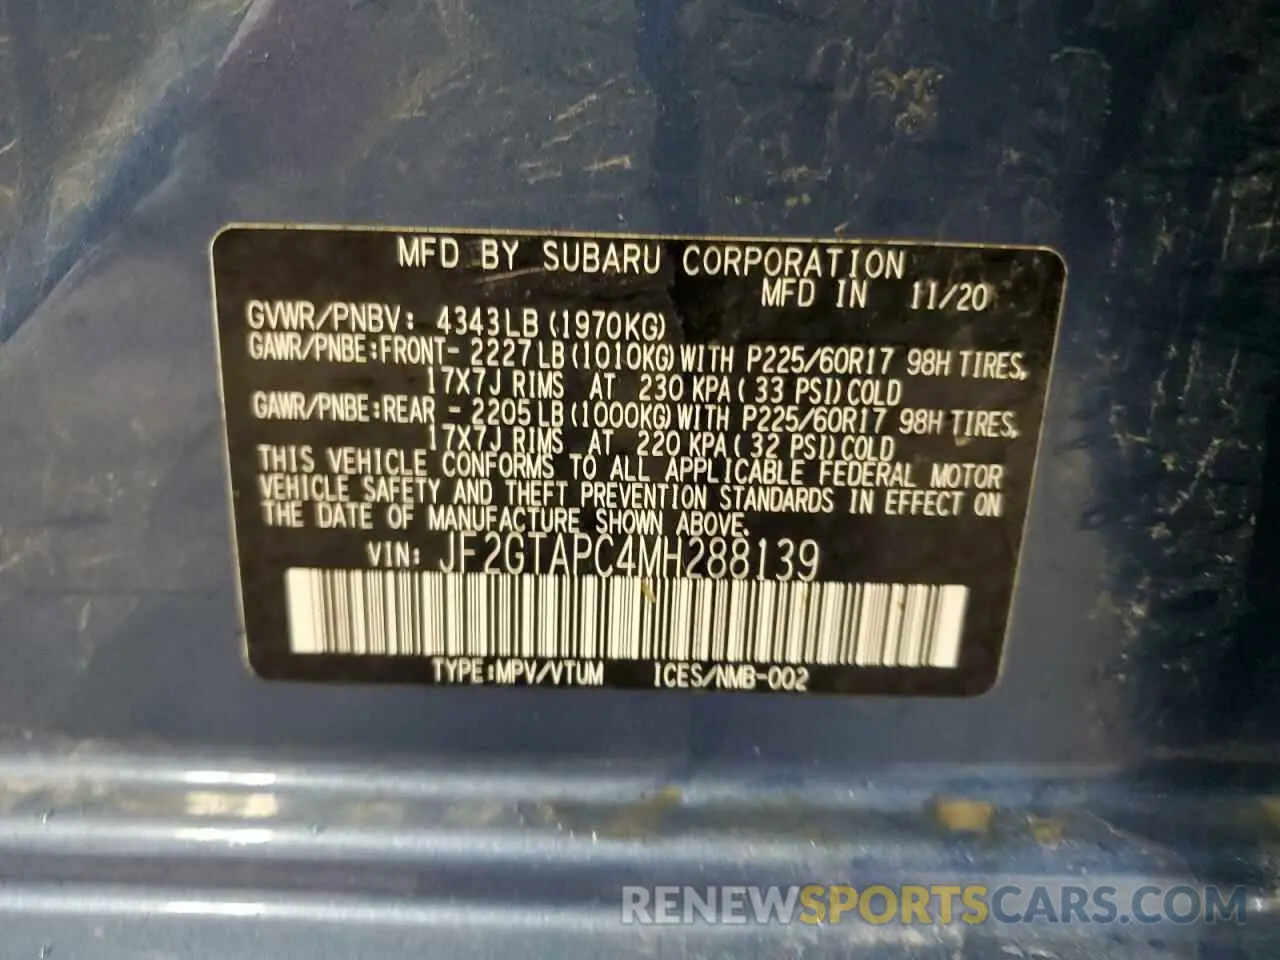 MFD BY SUBARU CORPORATION
MFD IN 11/20
GVWR/PNBV: 4343LB (1970KG)
GAWR/PNBE:FRONT- 2227LB(1010KG)WITH P225/60R17 98H TIRES,
17X7J RIMS AT 230 KPA( 33 PSI)COLD
GAWR/PNBE:REAR - 2205LB(1000KG)WITH P225/60R17 98H TIRES,
17X7J RIMS AT 220 KPA( 32 PSI)COLD
THIS VEHICLE CONFORMS TO ALL APPLICABLE FEDERAL MOTOR
VEHICLE SAFETY AND THEFT PREVENTION STANDARDS IN EFFECT ON
THE DATE OF MANUFACTURE SHOWN ABOVE.
VIN: JF2GTAPC4MH288139
TYPE:MPV/VTUM ICES/NMB-002
RENEWSPORTSCARS.COM